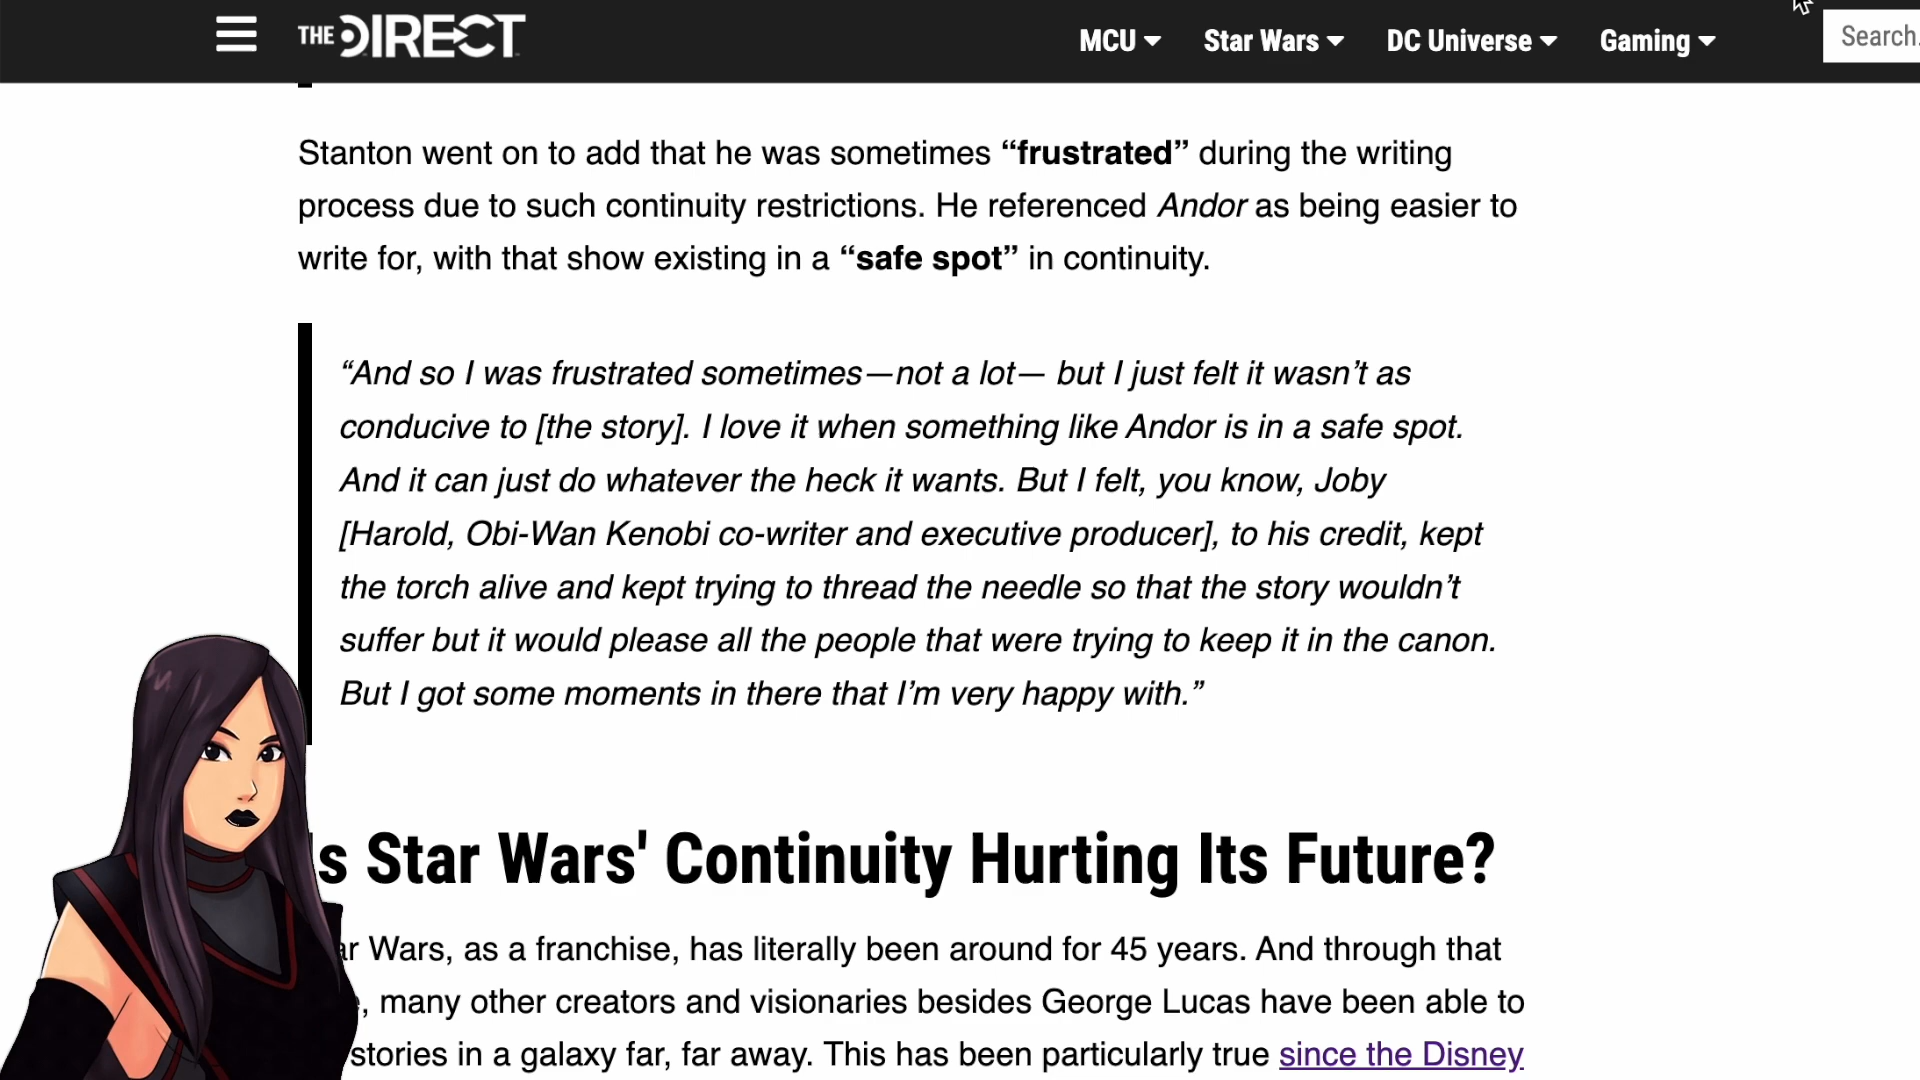 THE DIRECT
MCU
Star Wars
DC Universe
Gaming
Search.
Stanton went on to add that he was sometimes “frustrated” during the writing
process due to such continuity restrictions. He referenced Andor as being easier to
write for, with that show existing in a “safe spot” in continuity.
“And so I was frustrated sometimes—not a lot— but I just felt it wasn’t as
conducive to [the story]. I love it when something like Andor is in a safe spot.
And it can just do whatever the heck it wants. But I felt, you know, Joby
[Harold, Obi-Wan Kenobi co-writer and executive producer], to his credit, kept
the torch alive and kept trying to thread the needle so that the story wouldn’t
suffer but it would please all the people that were trying to keep it in the canon.
But I got some moments in there that I’m very happy with.”
s Star Wars' Continuity Hurting Its Future?
ar Wars, as a franchise, has literally been around for 45 years. And through that
, many other creators and visionaries besides George Lucas have been able to
stories in a galaxy far, far away. This has been particularly true since the Disney